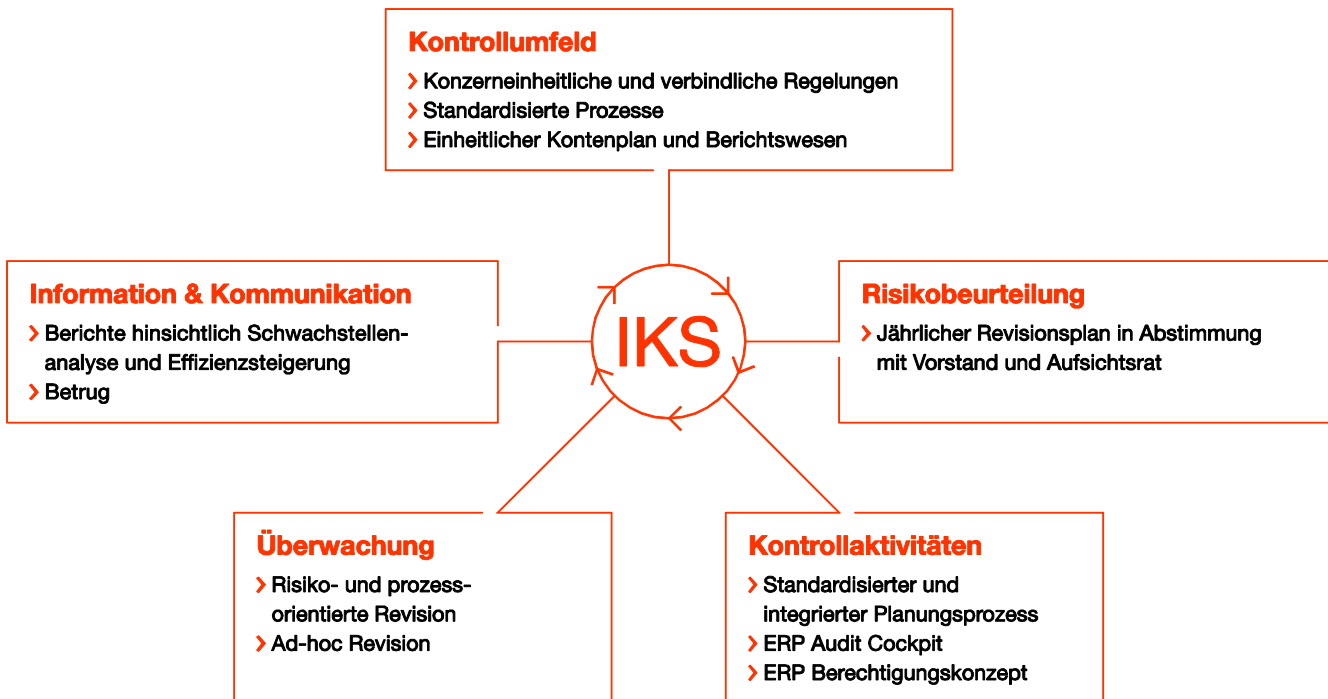 Kontrollumfeld
Konzerneinheitliche und verbindliche Regelungen
Standardisierte Prozesse
Einheitlicher Kontenplan und Berichtswesen
Information & Kommunikation
Berichte hinsichtlich Schwachstellen-
analyse und Effizienzsteigerung
Betrug
IKS
Risikobeurteilung
Jährlicher Revisionsplan in Abstimmung
mit Vorstand und Aufsichtsrat
Überwachung
Risiko- und prozess-
orientierte Revision
Ad-hoc Revision
Kontrollaktivitäten
Standardisierter und
integrierter Planungsprozess
ERP Audit Cockpit
ERP Berechtigungskonzept